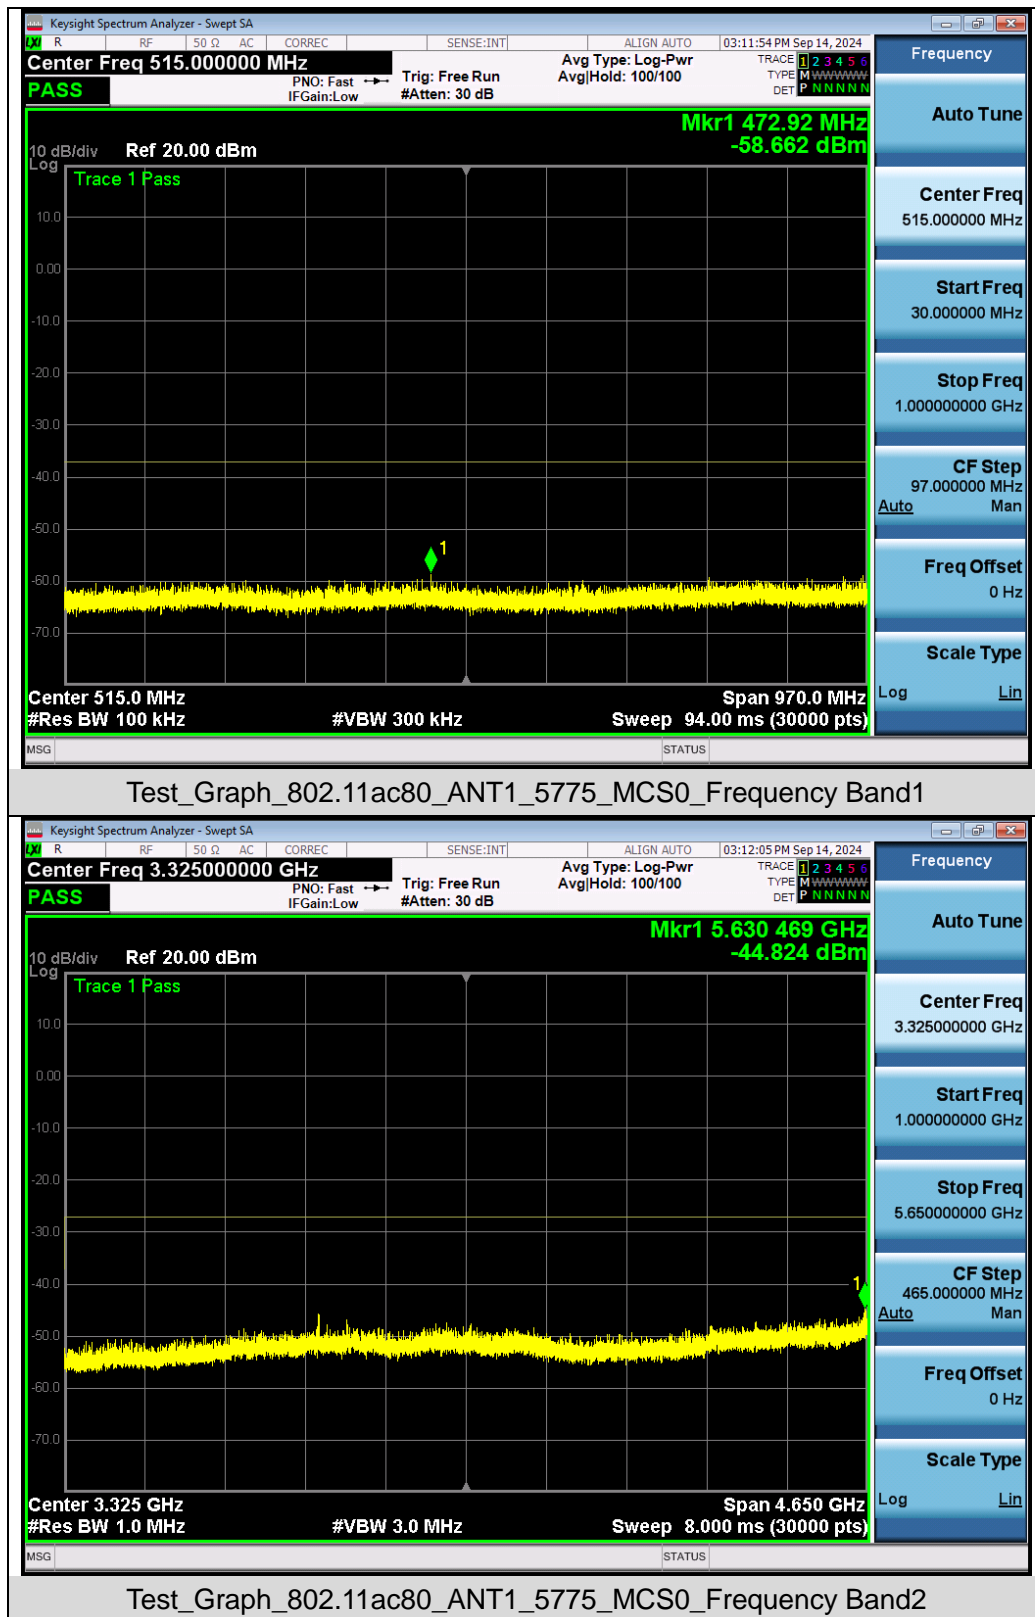 Keysight Spectrum Analyzer - Swept SA
LXI R RF 50 Ω AC CORREC SENSE:INT ALIGN AUTO 03:11:54 PM Sep 14, 2024
Center Freq 515.000000 MHz
PASS
PNO: Fast
IFGain:Low
Trig: Free Run
#Atten: 30 dB
Avg Type: Log-Pwr
Avg|Hold: 100/100
TRACE 1 2 3 4 5 6
TYPE M WWWWW
DET P N N N N N
Mkr1 472.92 MHz
-58.662 dBm
10 dB/div Ref 20.00 dBm
Log
Trace 1 Pass
10.0
0.00
-10.0
-20.0
-30.0
-40.0
-50.0
-60.0
-70.0
1
Center 515.0 MHz Span 970.0 MHz
#Res BW 100 kHz #VBW 300 kHz Sweep 94.00 ms (30000 pts)
MSG STATUS
Frequency
Auto Tune
Center Freq
515.000000 MHz
Start Freq
30.000000 MHz
Stop Freq
1.000000000 GHz
CF Step
97.000000 MHz
Auto Man
Freq Offset
0 Hz
Scale Type
Log Lin
Test_Graph_802.11ac80_ANT1_5775_MCS0_Frequency Band1
Keysight Spectrum Analyzer - Swept SA
LXI R RF 50 Ω AC CORREC SENSE:INT ALIGN AUTO 03:12:05 PM Sep 14, 2024
Center Freq 3.325000000 GHz
PASS
PNO: Fast
IFGain:Low
Trig: Free Run
#Atten: 30 dB
Avg Type: Log-Pwr
Avg|Hold: 100/100
TRACE 1 2 3 4 5 6
TYPE M WWWWW
DET P N N N N N
Mkr1 5.630 469 GHz
-44.824 dBm
10 dB/div Ref 20.00 dBm
Log
Trace 1 Pass
10.0
0.00
-10.0
-20.0
-30.0
-40.0
-50.0
-60.0
-70.0
1
Center 3.325 GHz Span 4.650 GHz
#Res BW 1.0 MHz #VBW 3.0 MHz Sweep 8.000 ms (30000 pts)
MSG STATUS
Frequency
Auto Tune
Center Freq
3.325000000 GHz
Start Freq
1.000000000 GHz
Stop Freq
5.650000000 GHz
CF Step
465.000000 MHz
Auto Man
Freq Offset
0 Hz
Scale Type
Log Lin
Test_Graph_802.11ac80_ANT1_5775_MCS0_Frequency Band2